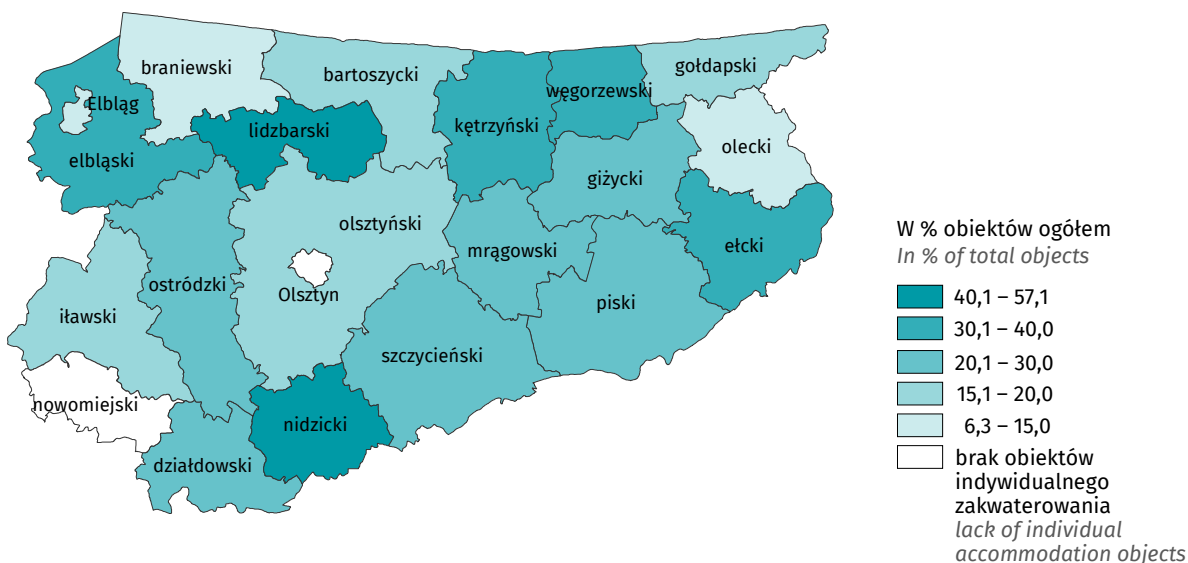 braniewski
bartoszycki
gołdapski
węgorzewski
Elbląg
kętrzyński
lidzbarski
olecki
elbląski
giżycki
olsztyński
ełcki
mrągowski
ostródzki
Olsztyn
piski
iławski
szczycieński
nowomiejski
nidzicki
działdowski
W % obiektów ogółem
In % of total objects
40,1 – 57,1
30,1 – 40,0
20,1 – 30,0
15,1 – 20,0
6,3 – 15,0
brak obiektów
indywidualnego
zakwaterowania
lack of individual
accommodation objects